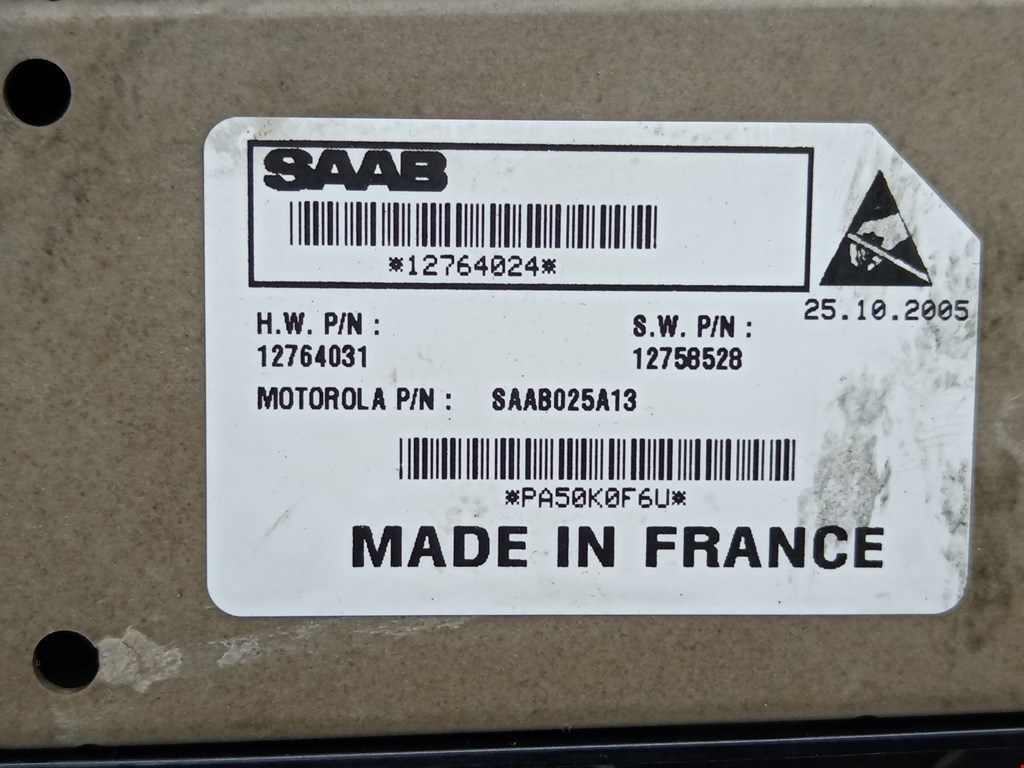 SAAB
*12764024*
25.10.2005
H.W. P/N :
S.W. P/N :
12764031
12758528
MOTOROLA P/N : SAAB025A13
*PA50K0F6U*
MADE IN FRANCE